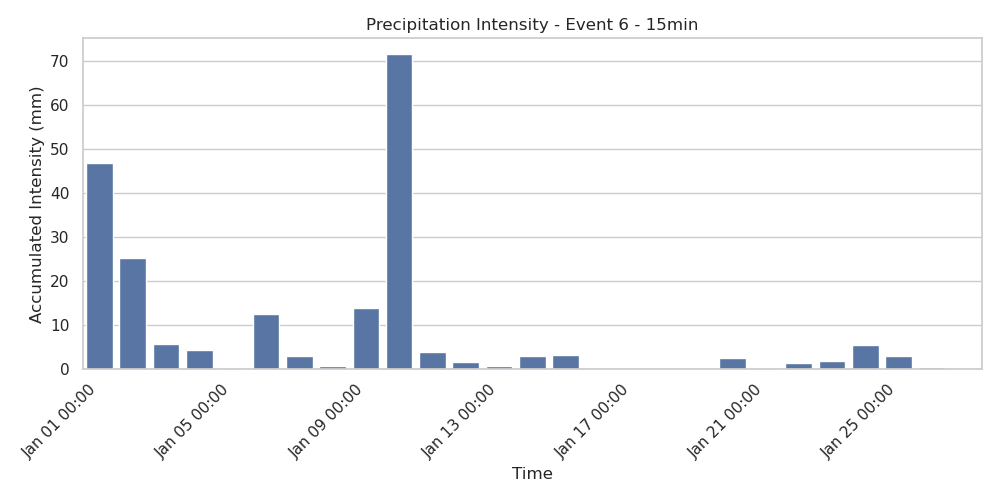 Precipitation Intensity - Event 6 - 15min
Accumulated Intensity (mm)
70
60
50
40
30
20
10
0
Jan 01 00:00
Jan 05 00:00
Jan 09 00:00
Jan 13 00:00
Jan 17 00:00
Jan 21 00:00
Jan 25 00:00
Time